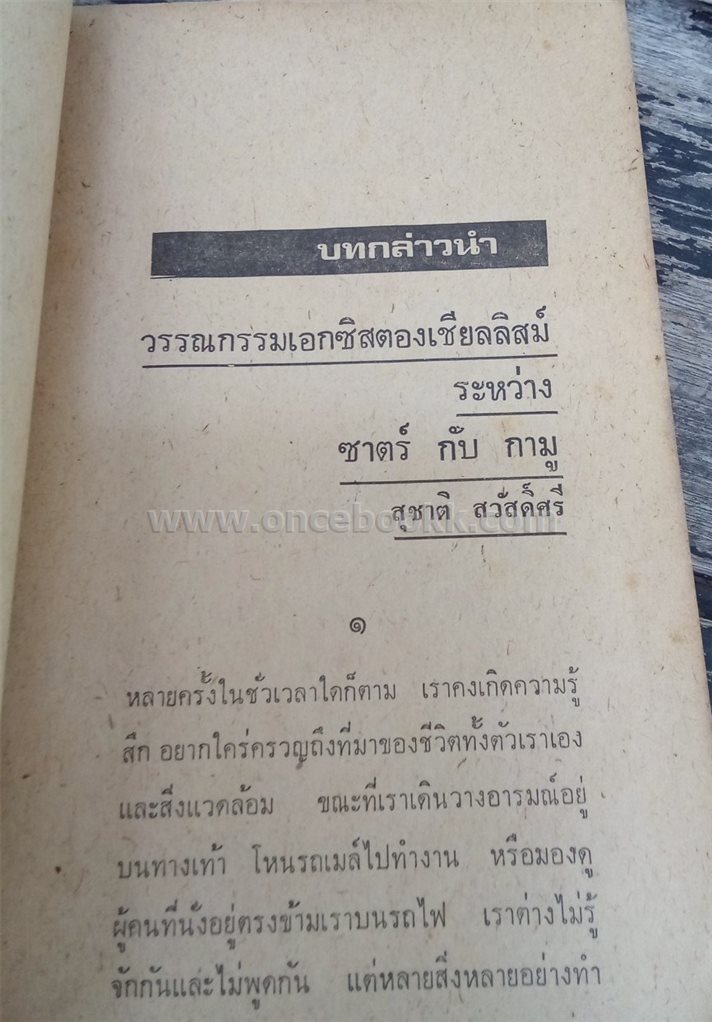 บทกล่าวนำ
วรรณกรรมเอกซิสตองเชียลลิสม์
ระหว่าง
ซาตร์ กับ กามู
สุชาติ สวัสดิ์ศรี
www.oncebookk.com
๑
หลายครั้งในชั่วเวลาใดก็ตาม เราคงเกิดความรู้
สึก อยากใคร่ครวญถึงที่มาของชีวิตทั้งตัวเราเอง
และสิ่งแวดล้อม ขณะที่เราเดินวางอารมณ์อยู่
บนทางเท้า โหนรถเมล์ไปทำงาน หรือมองดู
ผู้คนที่นั่งอยู่ตรงข้ามเราบนรถไฟ เราต่างไม่รู้
จักกันและไม่พูดกัน แต่หลายสิ่งหลายอย่างทำ